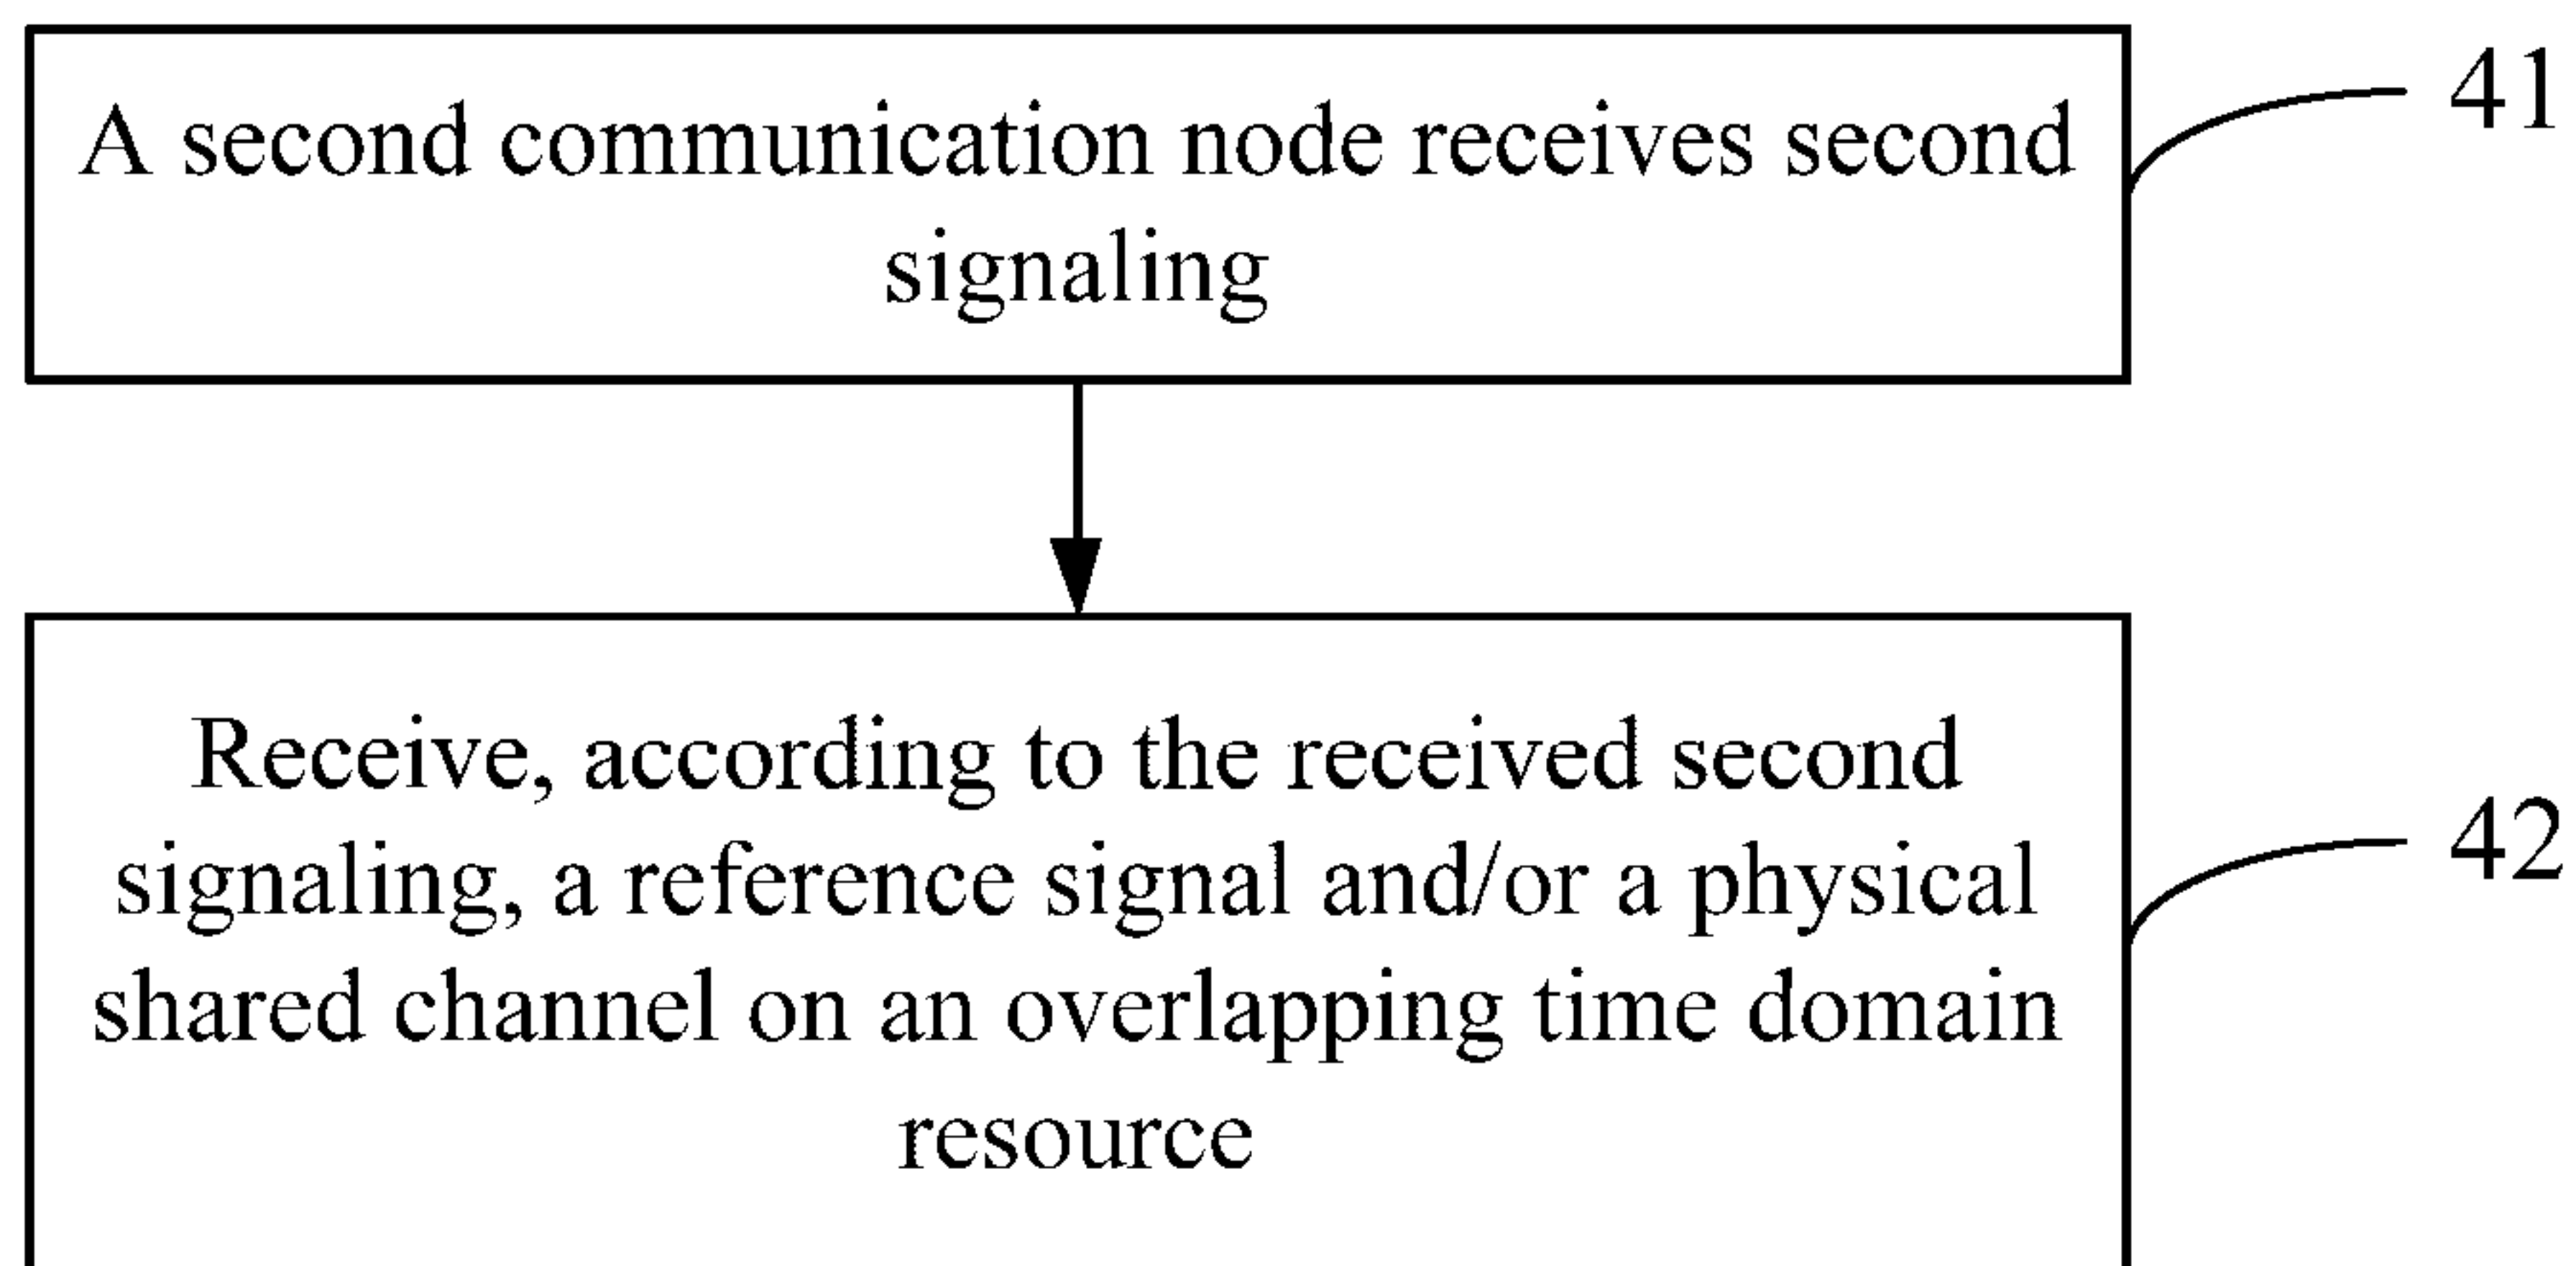 A second communication node receives second
signaling
41
Receive, according to the received second
signaling, a reference signal and/or a physical
shared channel on an overlapping time domain
resource
42